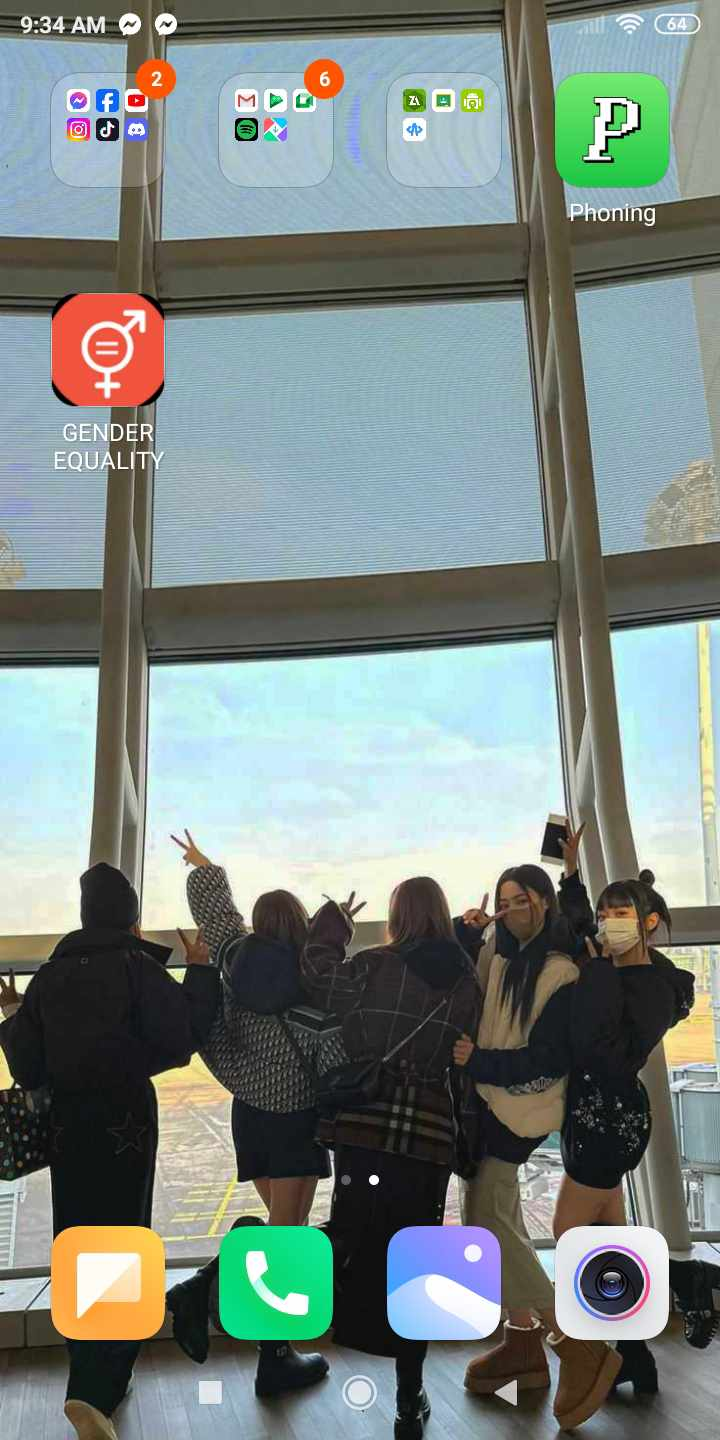 9:34 AM
64
2
6
P
Phoning
GENDER
EQUALITY